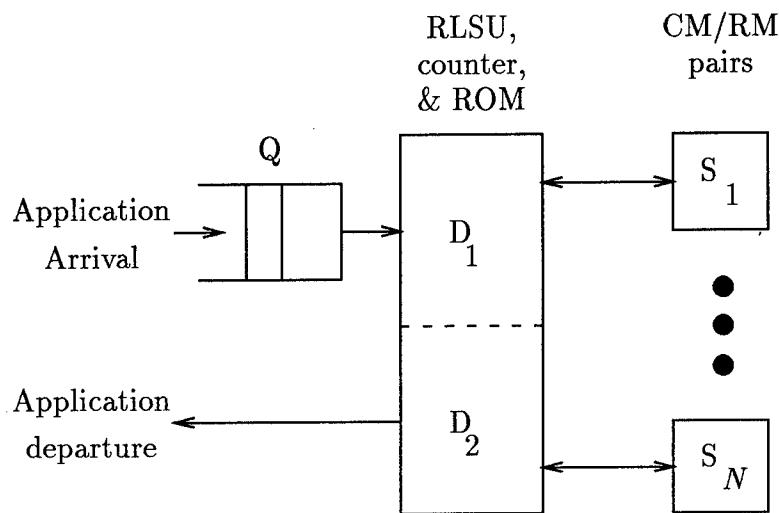 RLSU,
counter,
& ROM
CM/RM
pairs
Q
Application
Arrival
D1
S1
Application
departure
D2
SN